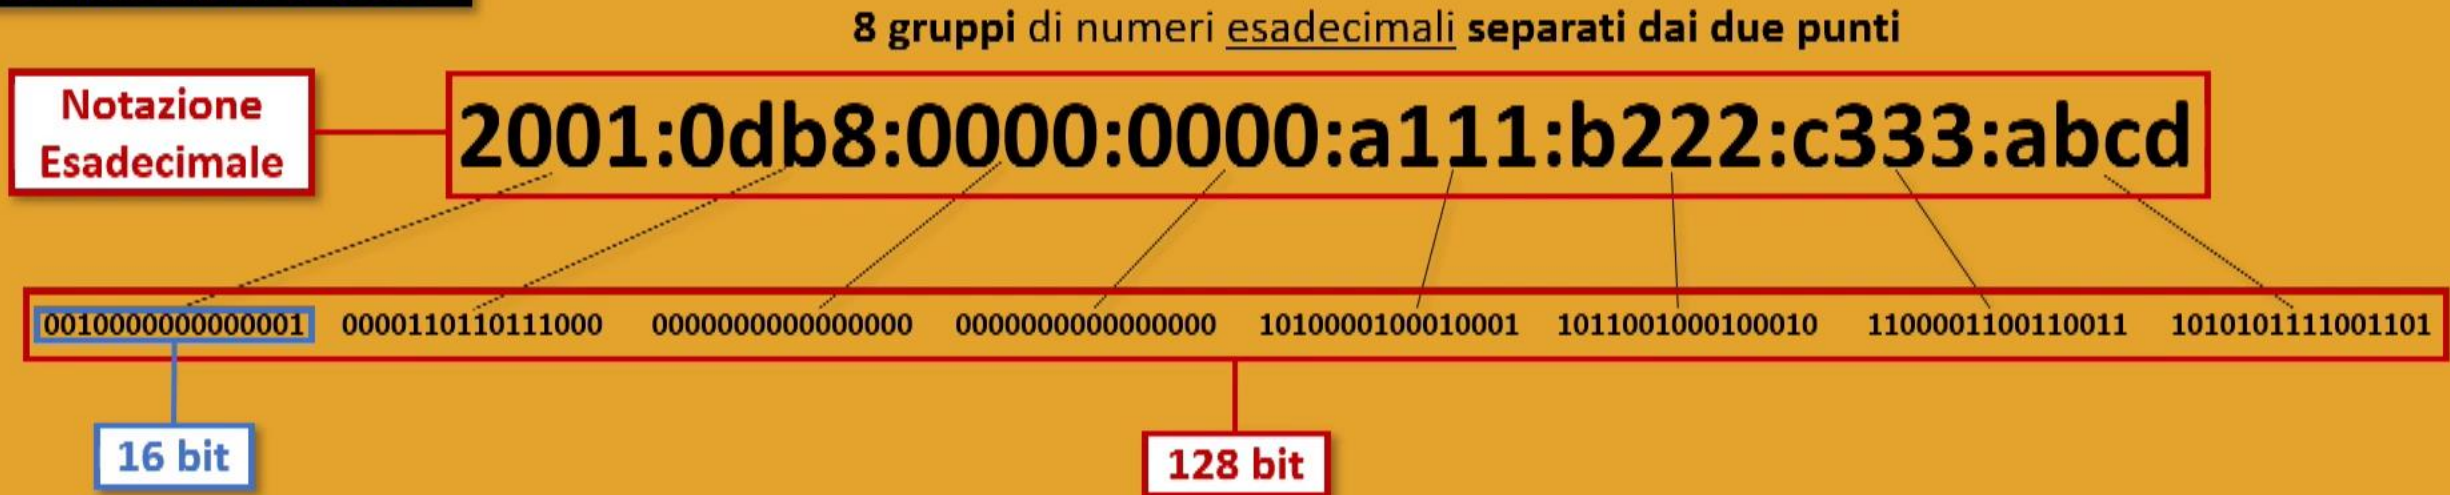 8 gruppi di numeri esadecimali separati dai due punti
Notazione
Esadecimale
2001:0db8:0000:0000:a111:b222:c333:abcd
0010000000000001 0000110110111000 0000000000000000 0000000000000000 1010000100010001 1011001000100010 1100001100110011 1010101111001101
16 bit
128 bit